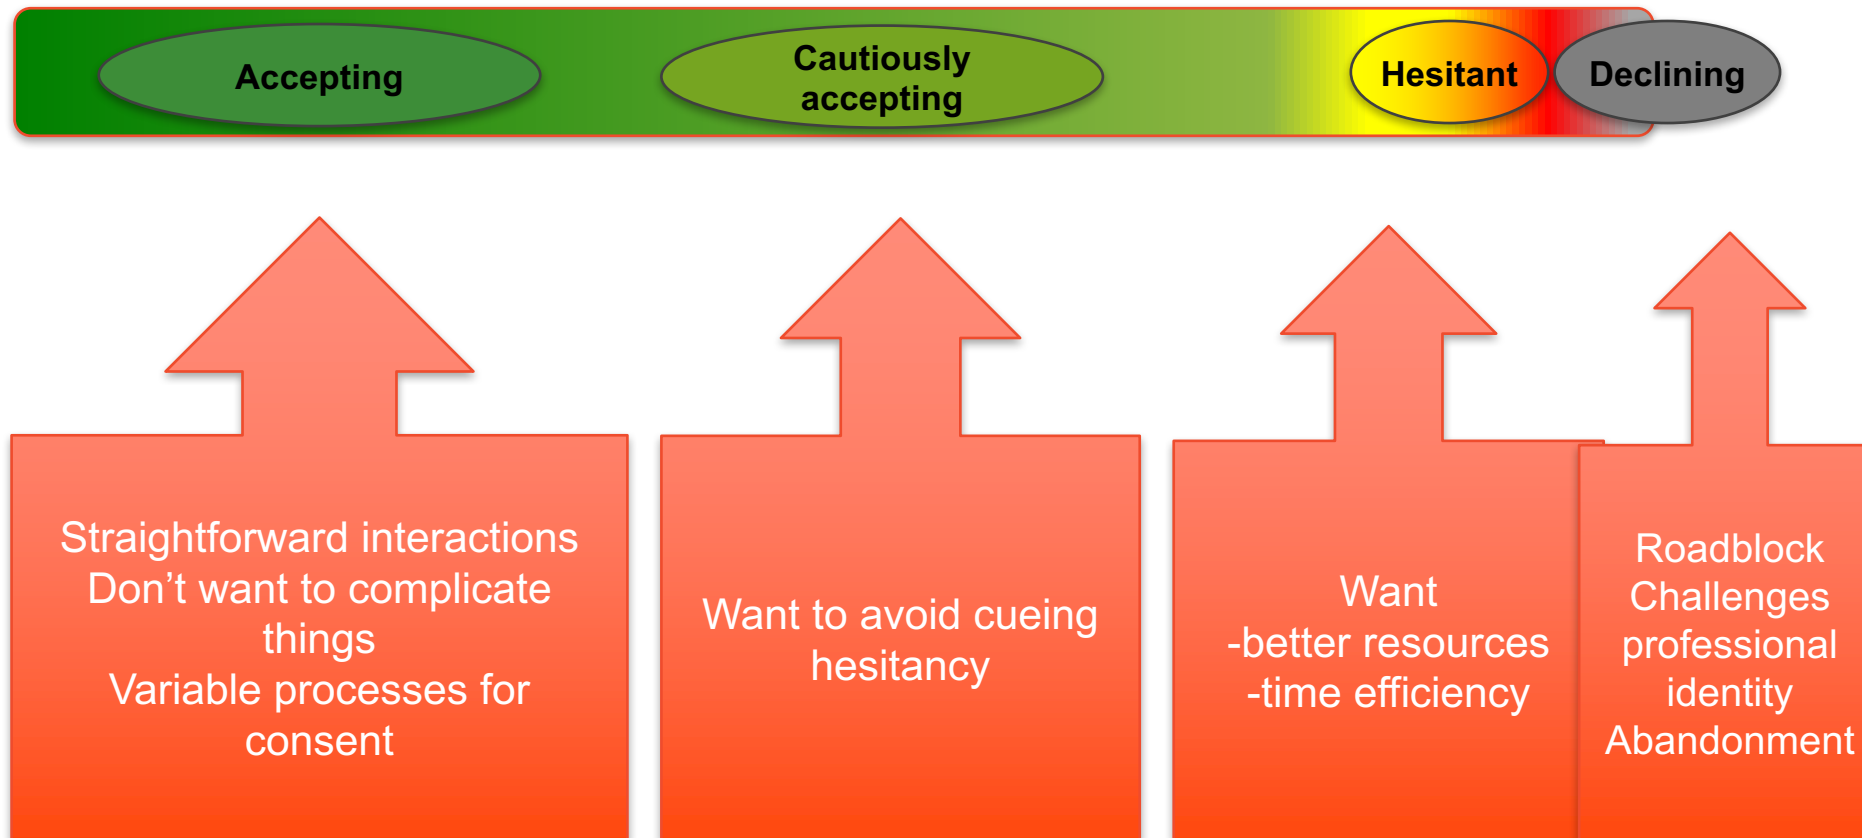 Accepting
Cautiously
accepting
Hesitant
Declining
Straightforward interactions
Don’t want to complicate
things
Variable processes for
consent
Want to avoid cueing
hesitancy
Want
-better resources
-time efficiency
Roadblock
Challenges
professional
identity
Abandonment